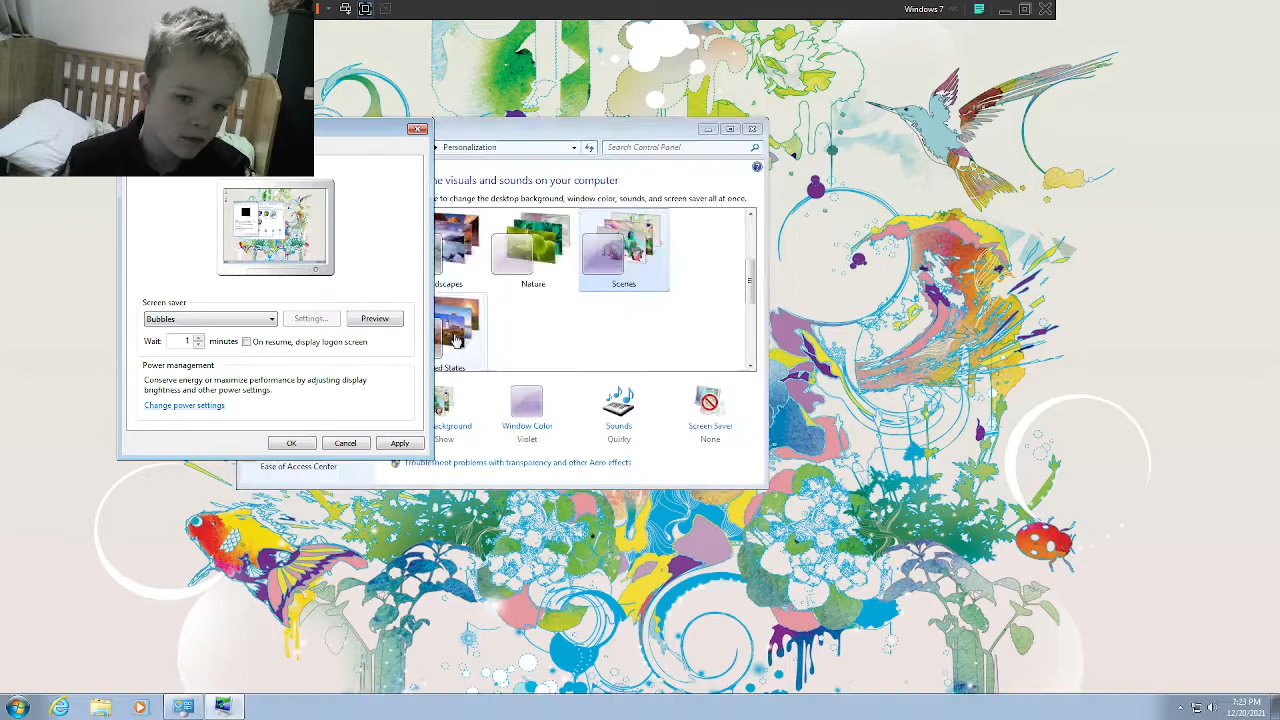 Windows 7
Personalization
Search Control Panel
he visuals and sounds on your computer
e to change the desktop background, window color, sounds, and screen saver all at once.
dscapes
Nature
Scenes
Screen saver
Bubbles
Settings...
Preview
Wait:
1
minutes
On resume, display logon screen
ed States
Power management
Conserve energy or maximize performance by adjusting display
brightness and other power settings.
Change power settings
ackground
Window Color
Sounds
Screen Saver
Show
Violet
Quirky
None
OK
Cancel
Apply
Ease of Access Center
Troubleshoot problems with transparency and other Aero effects
7:23 PM
12/20/2021